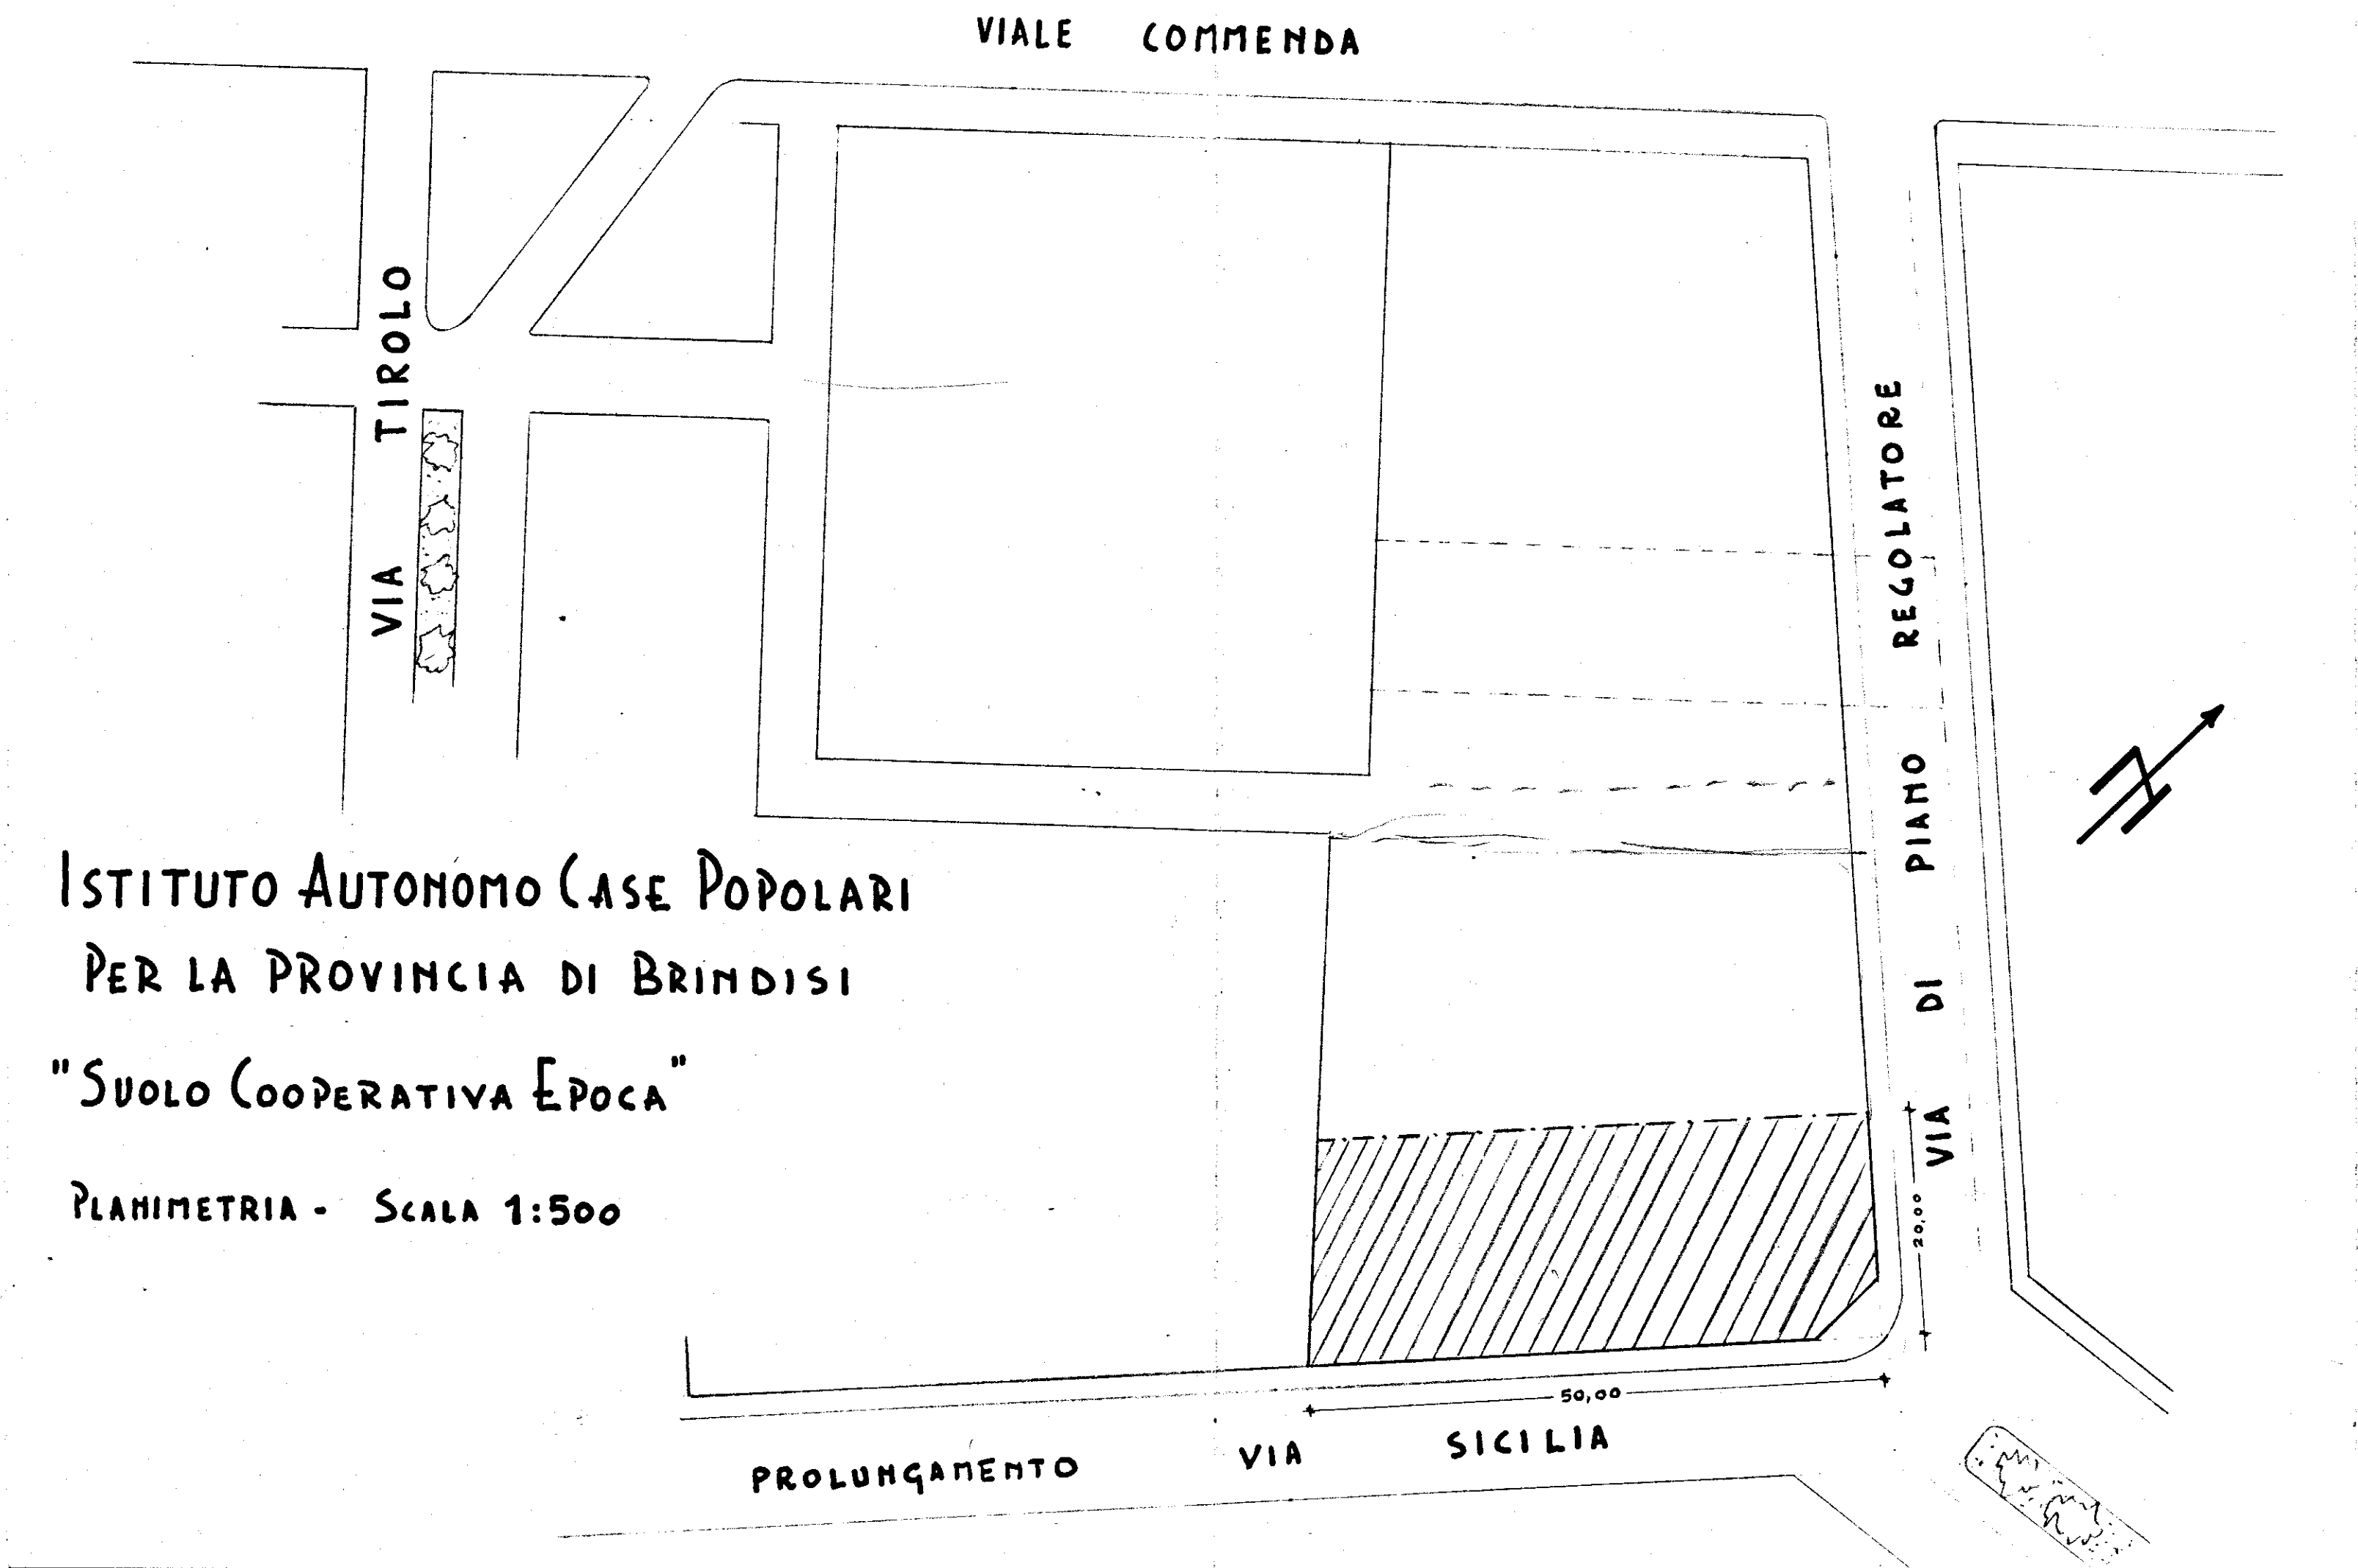 VIALE COMMENDA
VIA TIROLO
VIA DI PIANO REGOLATORE
N
ISTITUTO AUTONOMO CASE POPOLARI
PER LA PROVINCIA DI BRINDISI
"SUOLO COOPERATIVA EPOCA"
PLANIMETRIA - SCALA 1:500
20,00
50,00
PROLUNGAMENTO VIA SICILIA